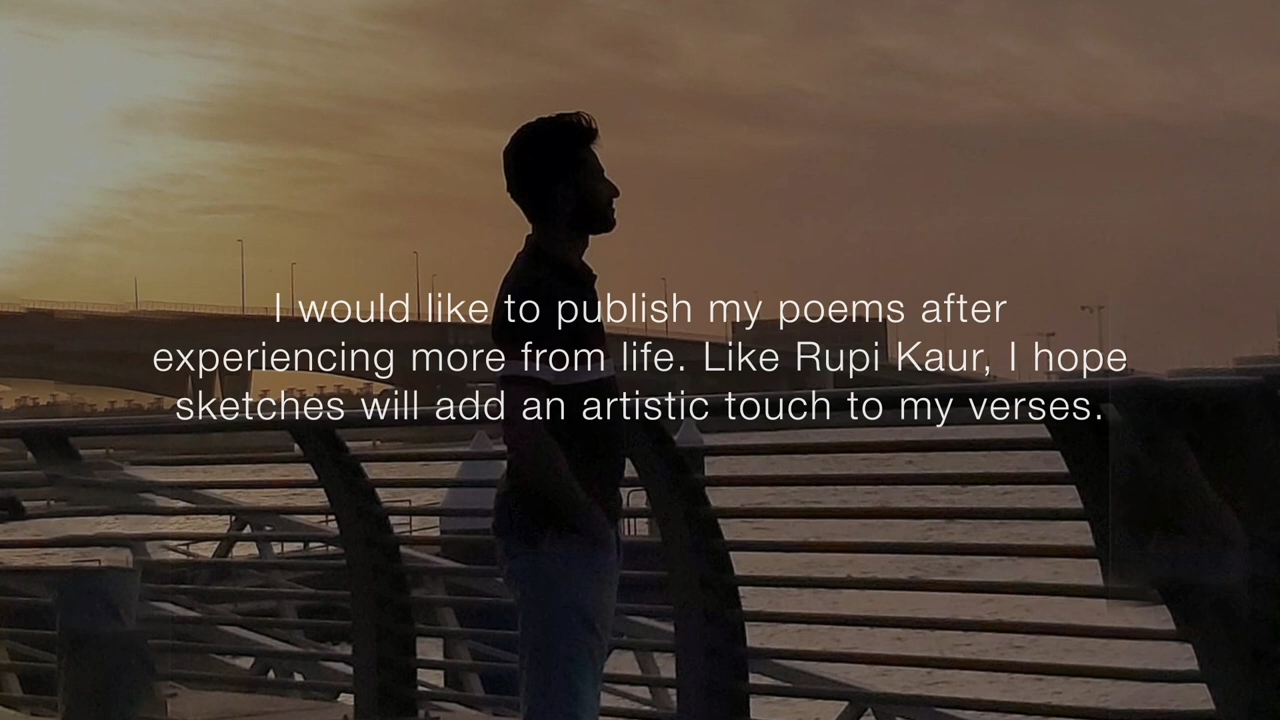 I would like to publish my poems after
experiencing more from life. Like Rupi Kaur, I hope
sketches will add an artistic touch to my verses.